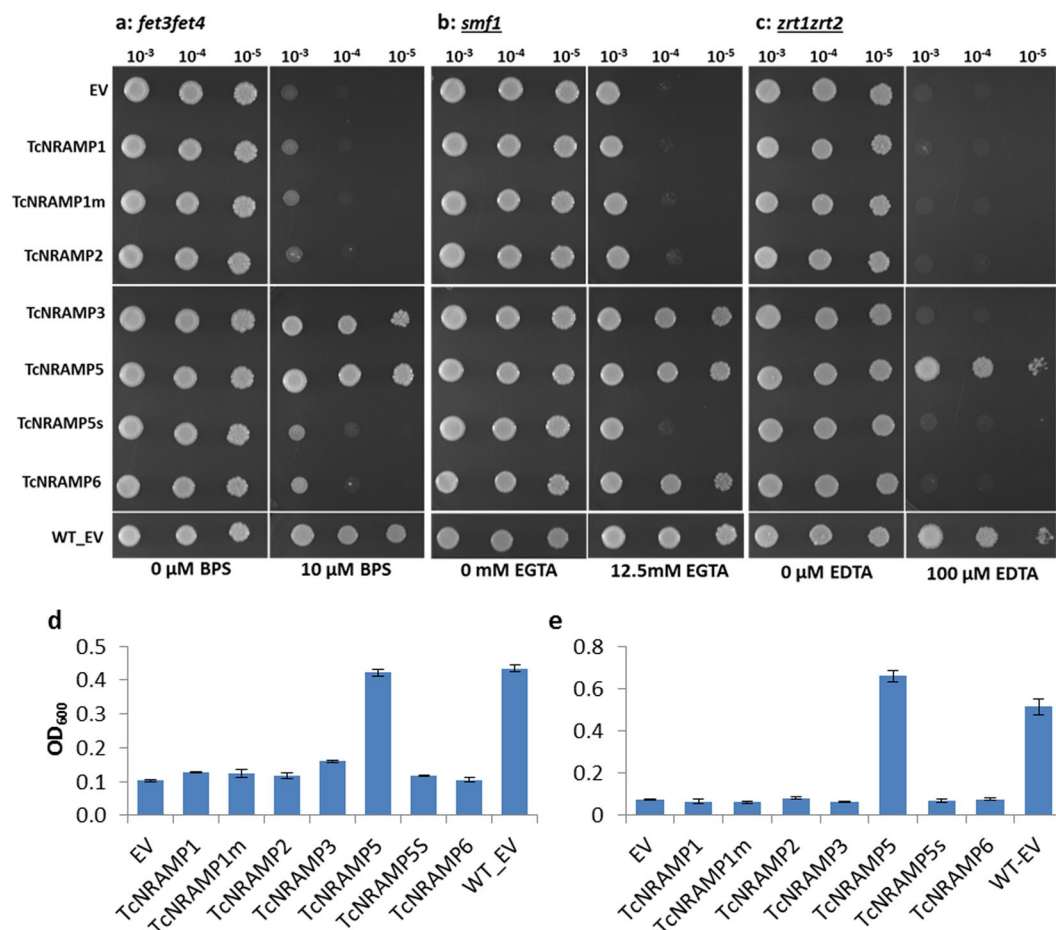 a: fet3fet4 b: smf1 c: zrt1zrt2
10-3 10-4 10-5 10-3 10-4 10-5 10-3 10-4 10-5 10-3 10-4 10-5 10-3 10-4 10-5 10-3 10-4 10-5
EV
TcNRAMP1
TcNRAMP1m
TcNRAMP2
TcNRAMP3
TcNRAMP5
TcNRAMP5s
TcNRAMP6
WT_EV
0 µM BPS 10 µM BPS 0 mM EGTA 12.5mM EGTA 0 µM EDTA 100 µM EDTA
d
OD600
0.5
0.4
0.3
0.2
0.1
0.0
EV TcNRAMP1 TcNRAMP1m TcNRAMP2 TcNRAMP3 TcNRAMP5 TcNRAMP5S TcNRAMP6 WT_EV
e
0.8
0.6
0.4
0.2
0
EV TcNRAMP1 TcNRAMP1m TcNRAMP2 TcNRAMP3 TcNRAMP5 TcNRAMP5s TcNRAMP6 WT-EV